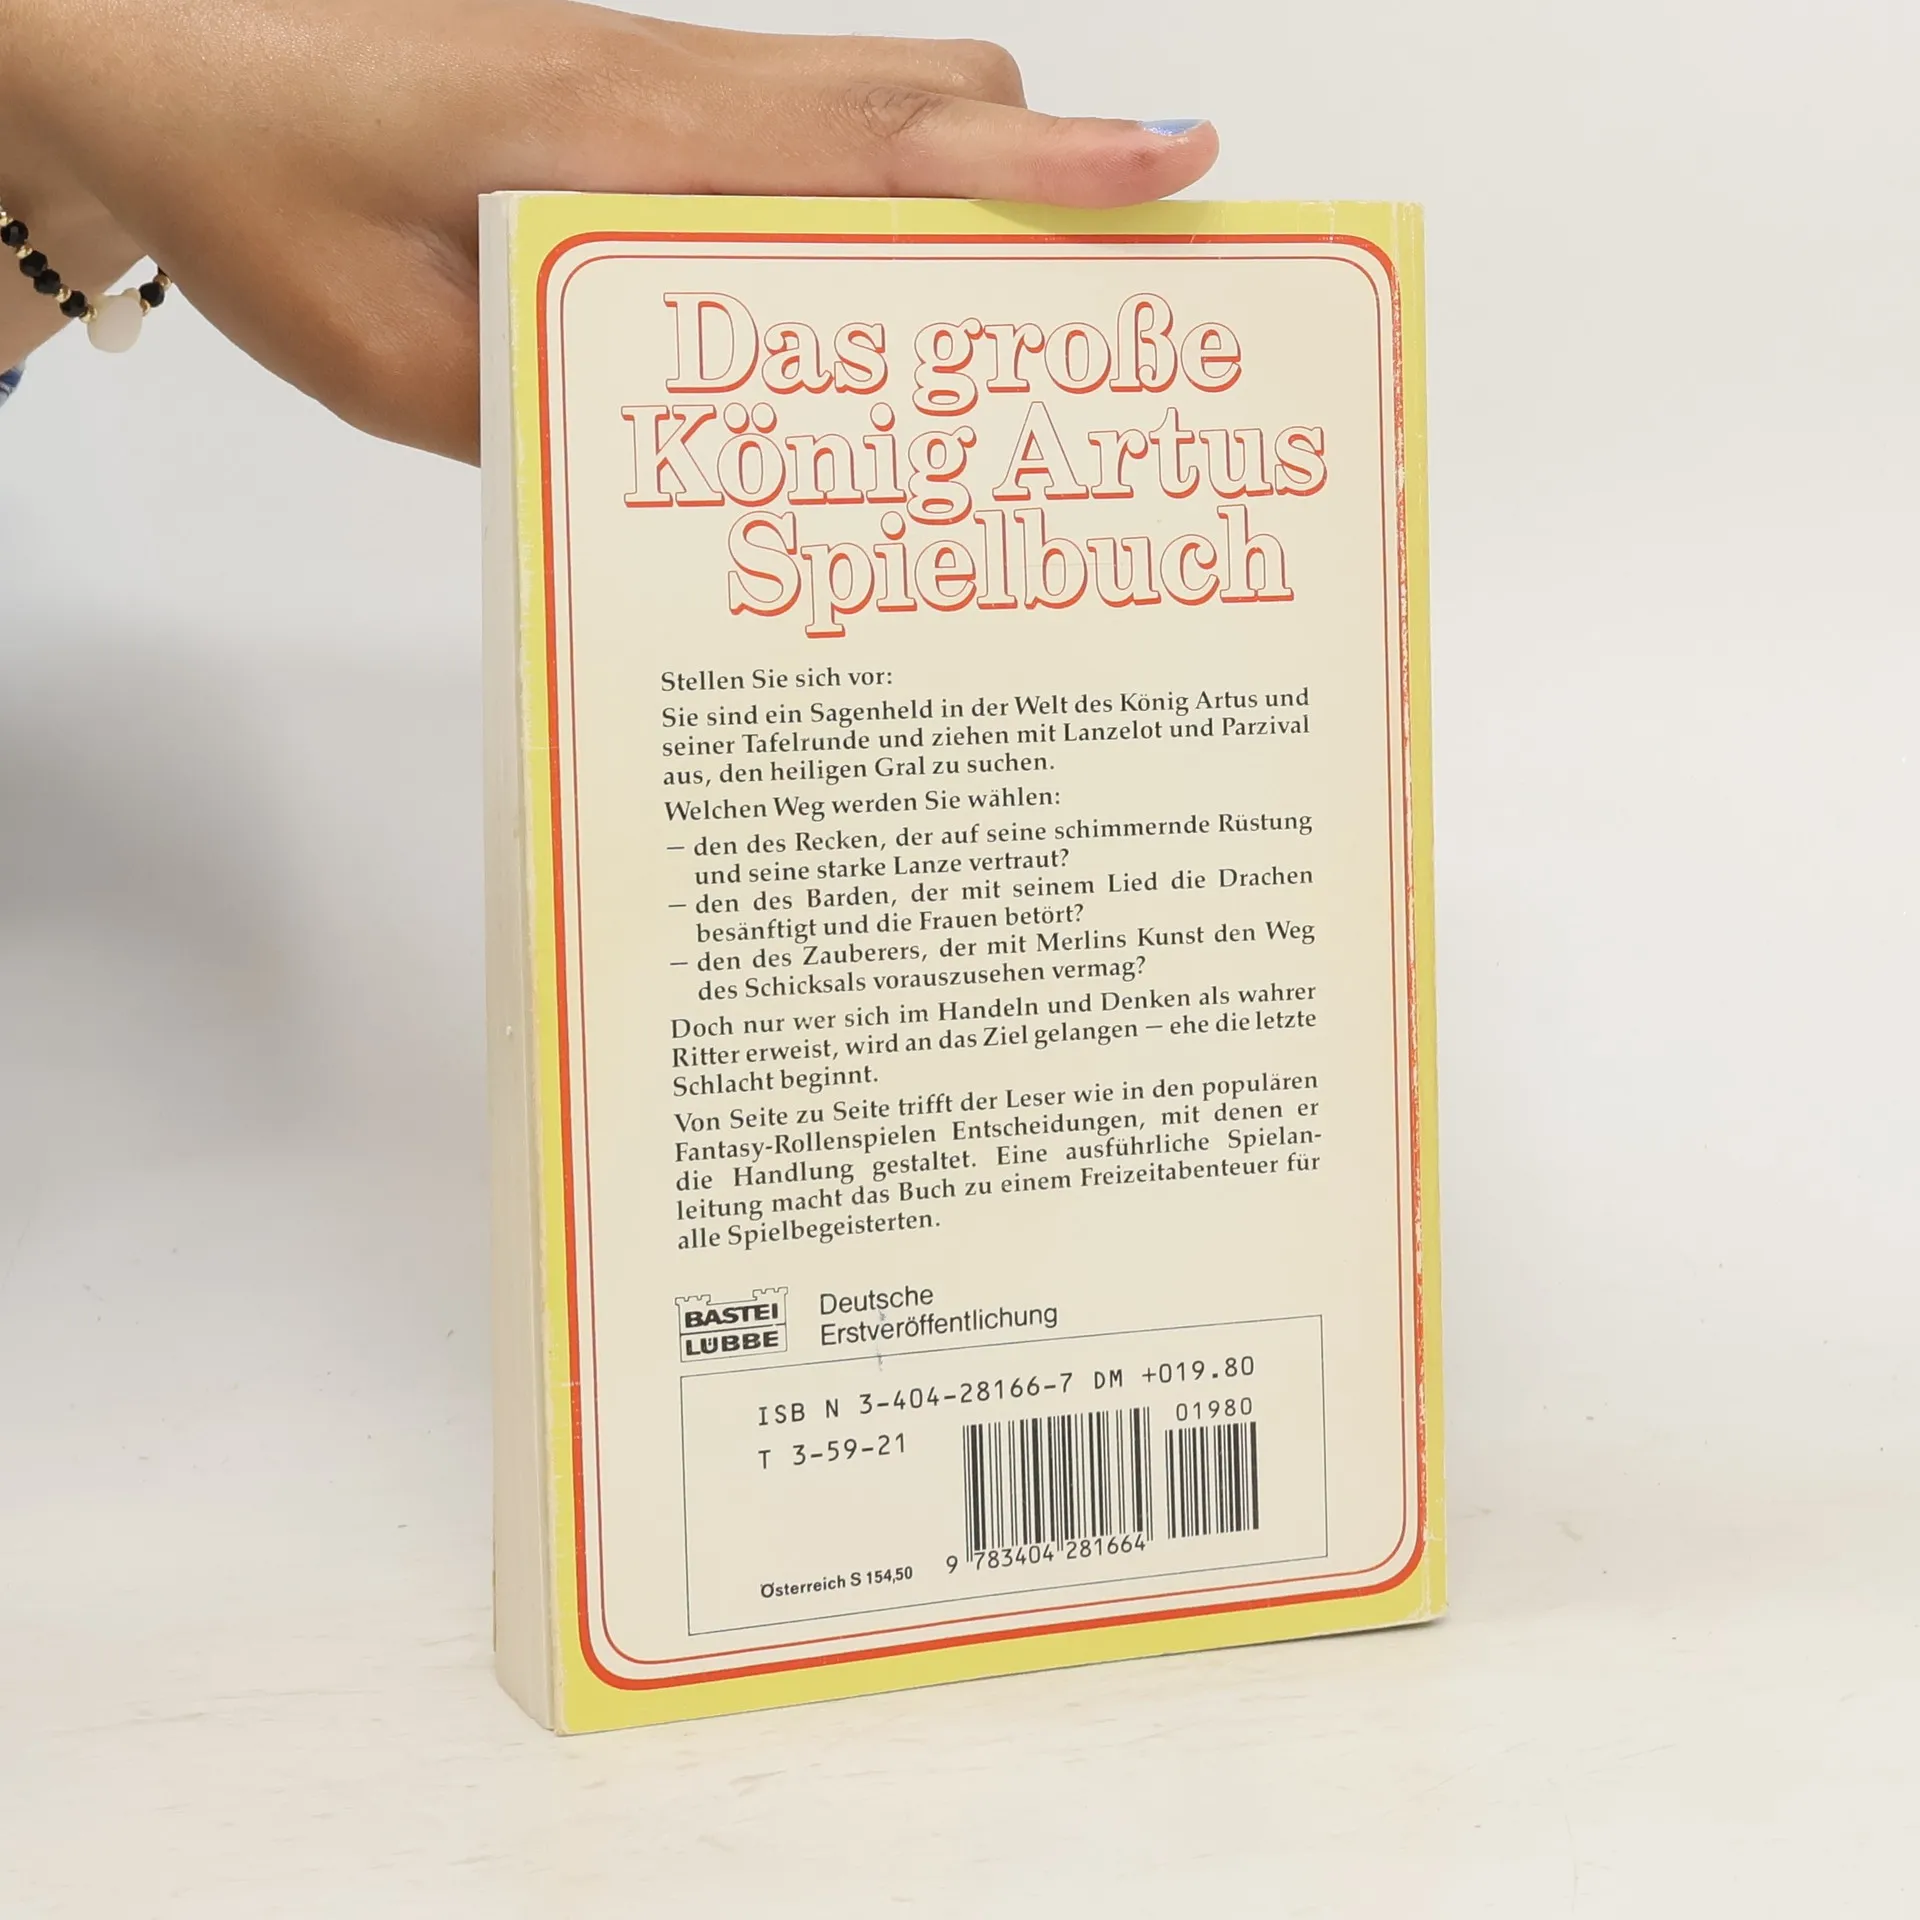 Das große
König Artus
Spielbuch
Stellen Sie sich vor:
Sie sind ein Sagenheld in der Welt des König Artus und
seiner Tafelrunde und ziehen mit Lanzelot und Parzival
aus, den heiligen Gral zu suchen.
Welchen Weg werden Sie wählen:
– den des Recken, der auf seine schimmernde Rüstung
und seine starke Lanze vertraut?
– den des Barden, der mit seinem Lied die Drachen
besänftigt und die Frauen betört?
– den des Zauberers, der mit Merlins Kunst den Weg
des Schicksals vorauszusehen vermag?
Doch nur wer sich im Handeln und Denken als wahrer
Ritter erweist, wird an das Ziel gelangen – ehe die letzte
Schlacht beginnt.
Von Seite zu Seite trifft der Leser wie in den populären
Fantasy-Rollenspielen Entscheidungen, mit denen er
die Handlung gestaltet. Eine ausführliche Spielan-
leitung macht das Buch zu einem Freizeitabenteuer für
alle Spielbegeisterten.
BASTEI
LÜBBE
Deutsche
Erstveröffentlichung
ISB N 3-404-28166-7 DM +019.80
01980
T 3-59-21
9 783404 281664
Österreich S 154,50